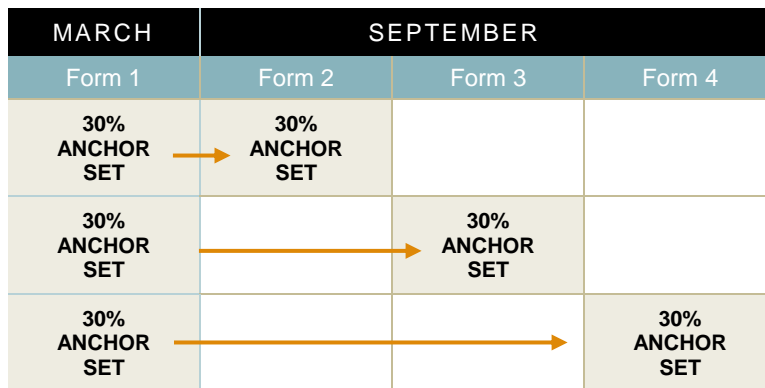 MARCH SEPTEMBER
Form 1 Form 2 Form 3 Form 4
30% 30%
ANCHOR ANCHOR
SET SET
30% 30%
ANCHOR ANCHOR
SET SET
30% 30%
ANCHOR ANCHOR
SET SET